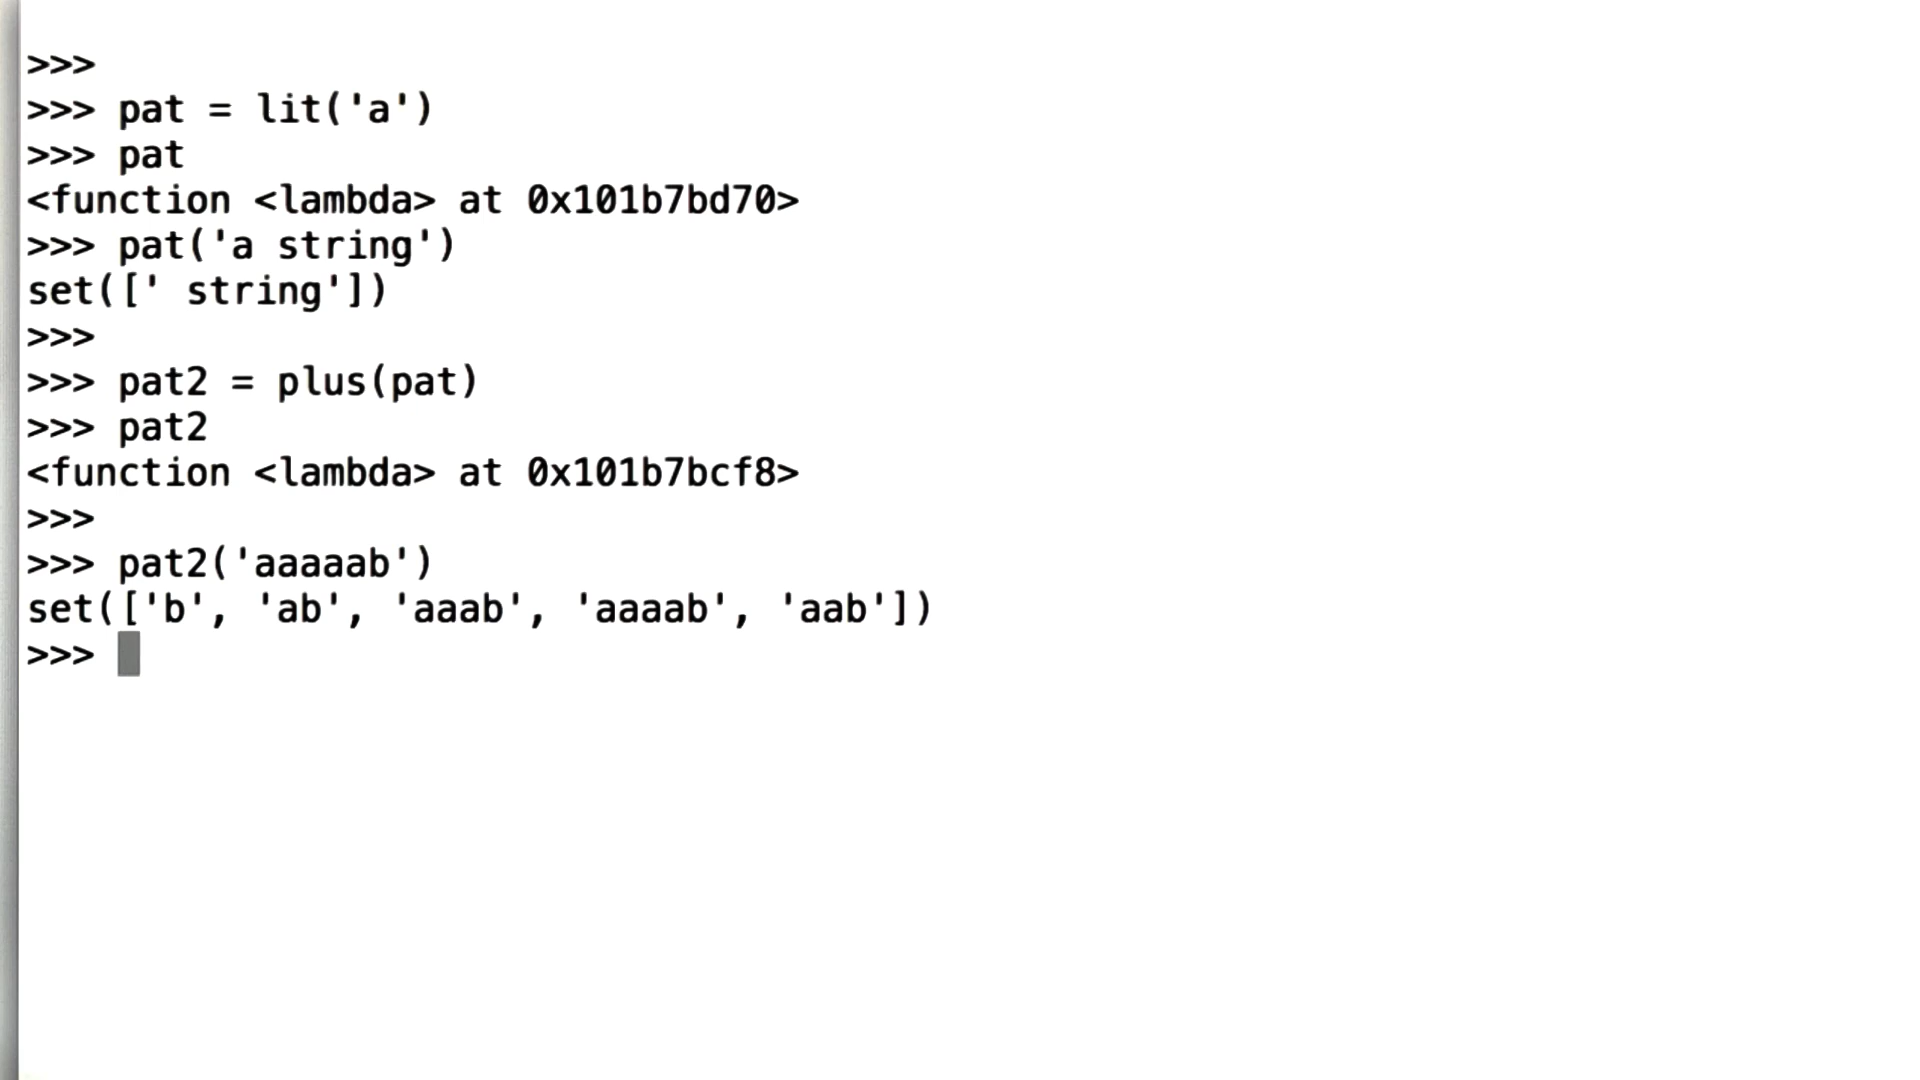 >>>
>>> pat = lit('a')
>>> pat
<function <lambda> at 0x101b7bd70>
>>> pat('a string')
set([' string'])
>>>
>>> pat2 = plus(pat)
>>> pat2
<function <lambda> at 0x101b7bcf8>
>>>
>>> pat2('aaaaab')
set(['b', 'ab', 'aaab', 'aaaab', 'aab'])
>>>